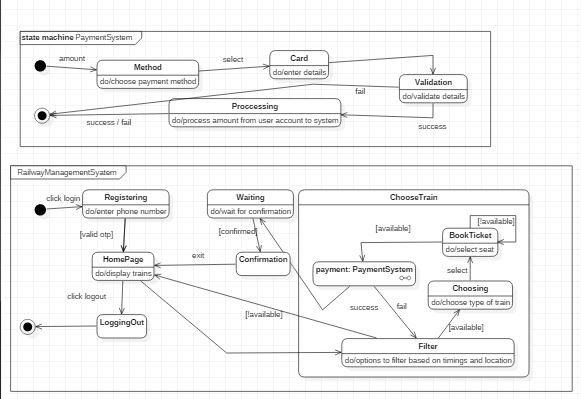 state machine PaymentSystem
amount
Method
do/choose payment method
select
Card
do/enter details
Validation
do/validate details
fail
Proccessing
do/process amount from user account to system
success / fail
success
RailwayManagementSyatem
click login
Registering
do/enter phone number
Waiting
do/wait for confirmation
ChooseTrain
[!available]
[valid otp]
[confirmed]
[available]
BookTicket
do/select seat
HomePage
do/display trains
exit
Confirmation
payment: PaymentSystem
select
Choosing
do/choose type of train
click logout
success
fail
LoggingOut
[!available]
[available]
Filter
do/options to filter based on timings and location